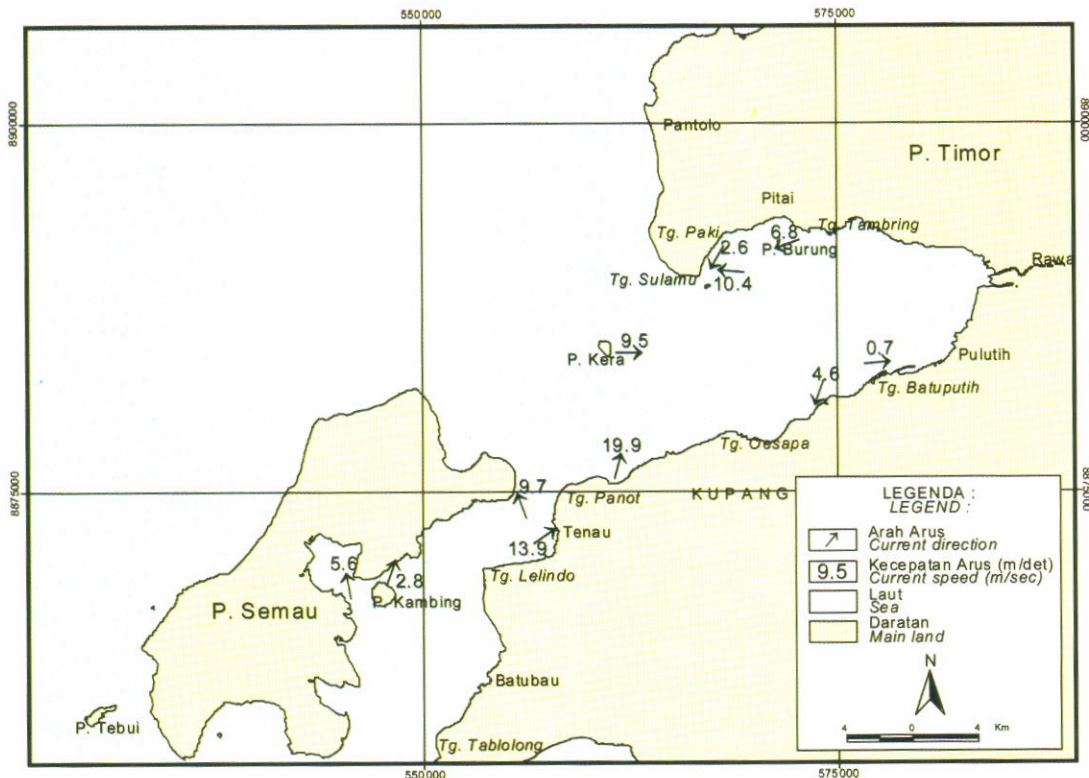 550000
575000
8900000
8900000
Pantolo
P. Timor
Pitai
Tg. Paki
Tg. Tambring
6.8
2.6
P. Burung
Rawa
Tg. Sulamu
10.4
9.5
P. Kera
0.7
Pulutih
4.6
Tg. Batuputih
19.9
Tg. Oesapa
8875000
8875000
9.7
Tg. Panot
KUPANG
Tenau
13.9
5.6
2.8
Tg. Lelindo
P. Semau
P. Kambing
Batubau
P. Tebui
Tg. Tablolong
LEGENDA :
LEGEND :
Arah Arus
Current direction
9.5
Kecepatan Arus (m/det)
Current speed (m/sec)
Laut
Sea
Daratan
Main land
N
4 0 4 Km
550000
575000